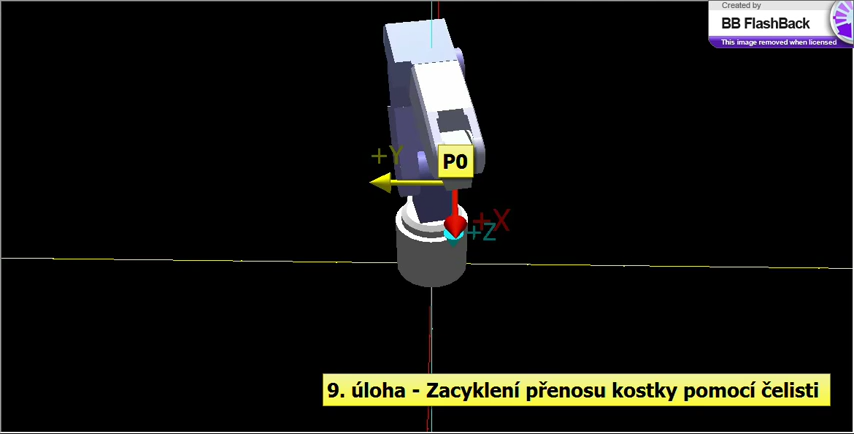 Created by
BB FlashBack
This image removed when licensed
+Y
P0
+X
+Z
9. úloha - Zacyklení přenosu kostky pomocí čelisti